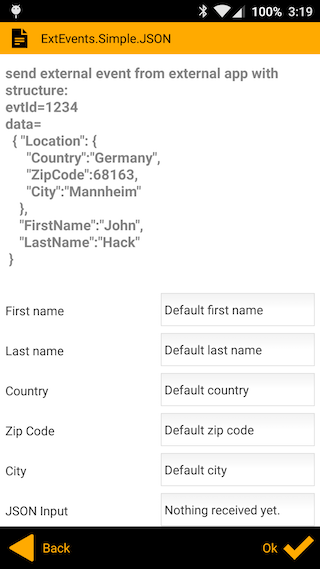 100% 3:19
ExtEvents.Simple.JSON
send external event from external app with
structure:
evtId=1234
data=
{ "Location": {
"Country":"Germany",
"ZipCode":68163,
"City":"Mannheim"
},
"FirstName":"John",
"LastName":"Hack"
}
First name Default first name
Last name Default last name
Country Default country
Zip Code Default zip code
City Default city
JSON Input Nothing received yet.
Back Ok